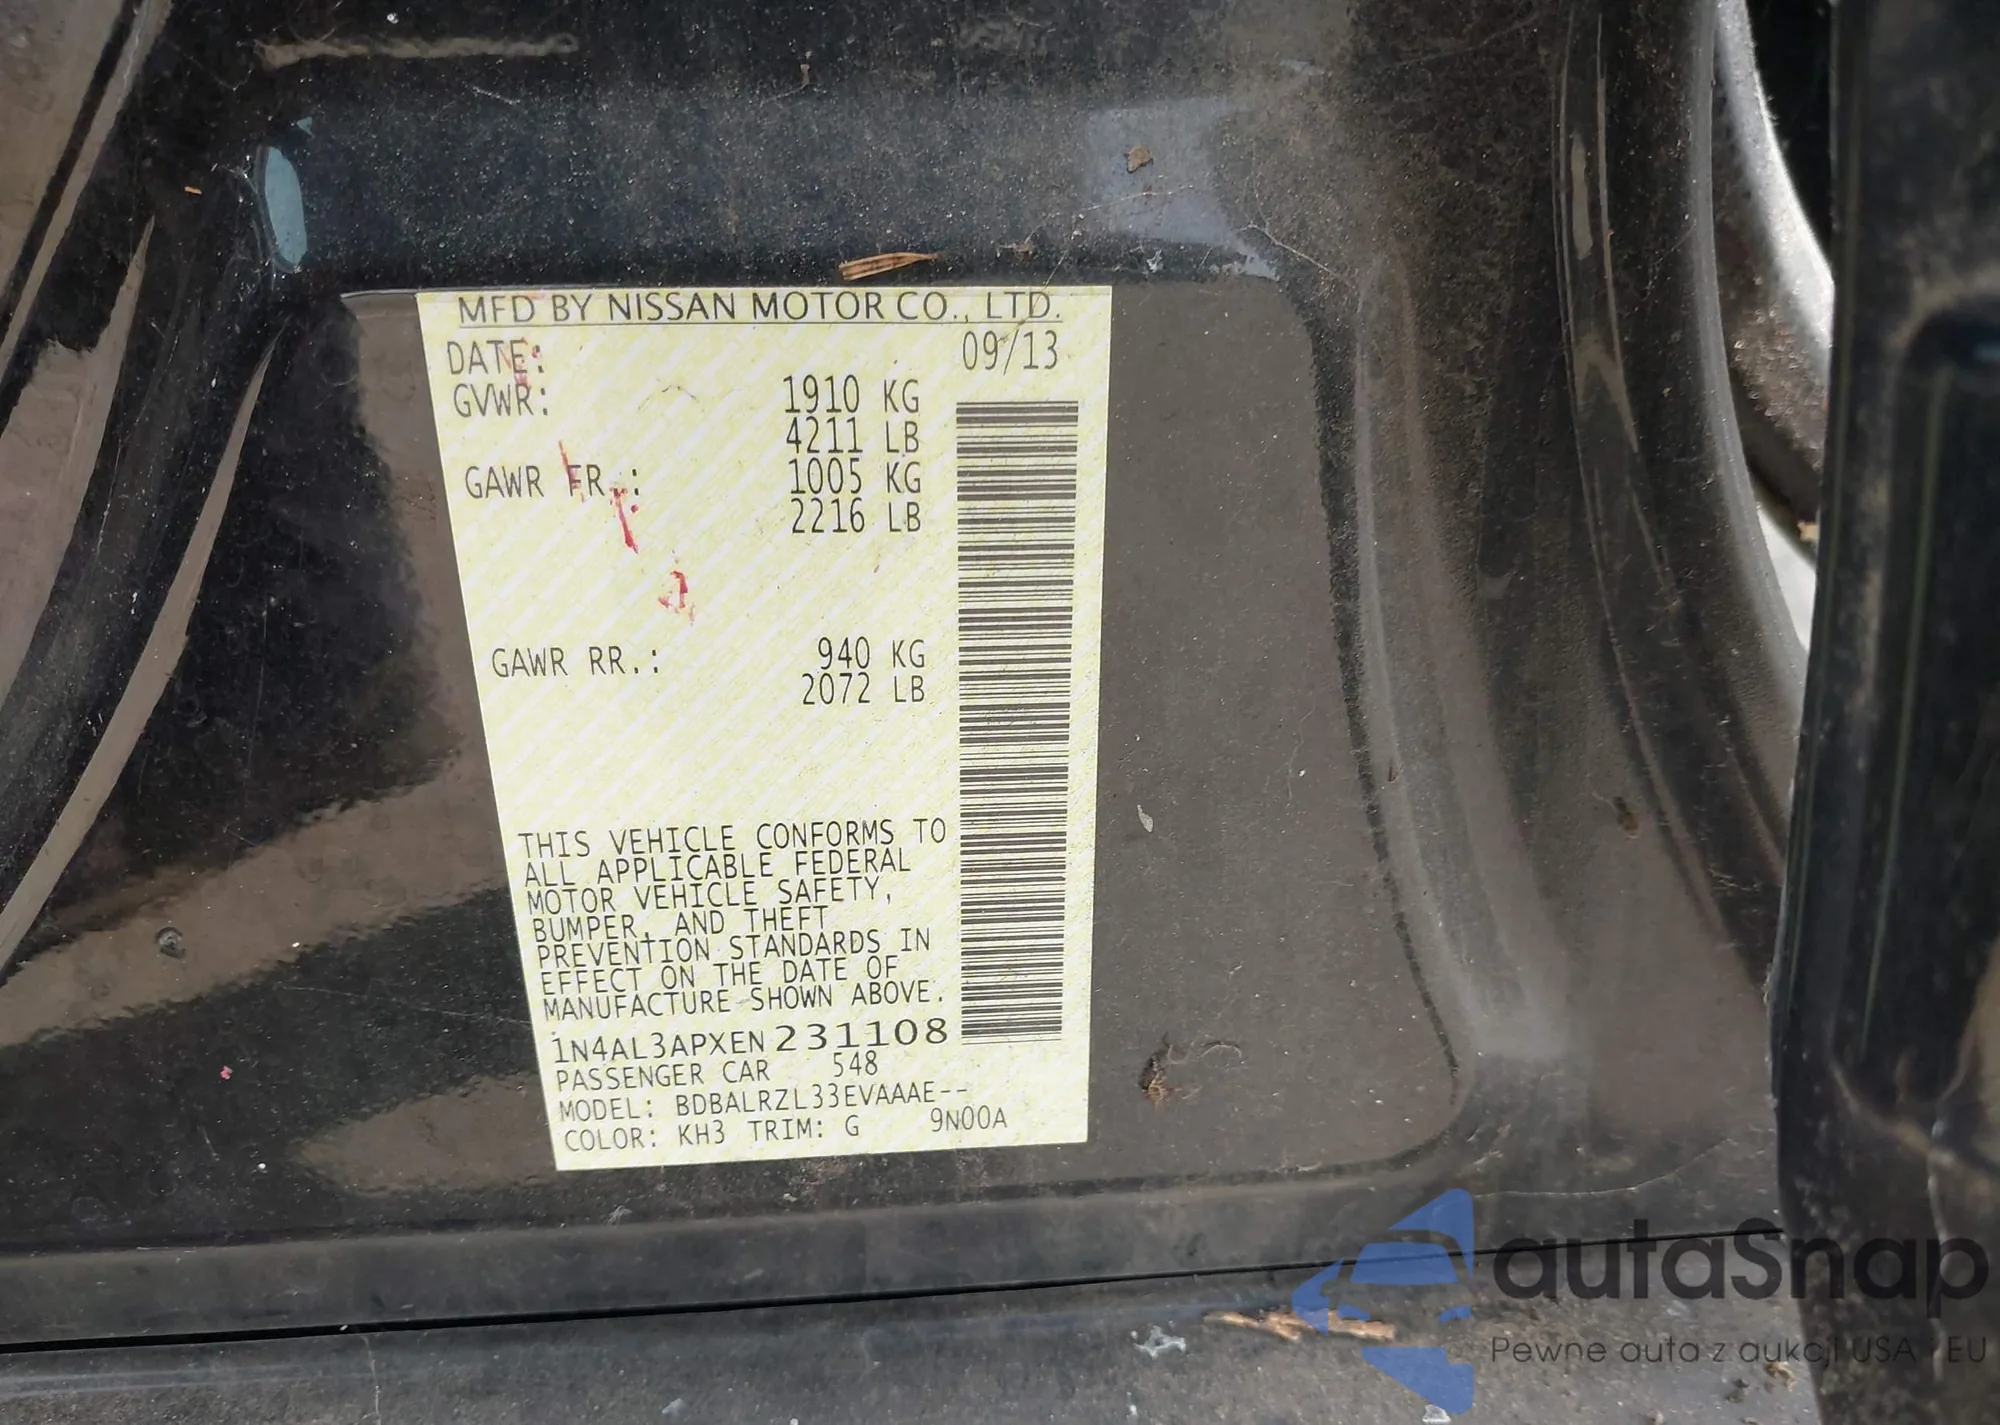 MFD BY NISSAN MOTOR CO., LTD.
DATE: 09/13
GVWR: 1910 KG
4211 LB
GAWR FR.: 1005 KG
2216 LB
GAWR RR.: 940 KG
2072 LB
THIS VEHICLE CONFORMS TO
ALL APPLICABLE FEDERAL
MOTOR VEHICLE SAFETY,
BUMPER, AND THEFT
PREVENTION STANDARDS IN
EFFECT ON THE DATE OF
MANUFACTURE SHOWN ABOVE.
1N4AL3APXEN231108
PASSENGER CAR 548
MODEL: BDBALRZL33EVAAAE--
COLOR: KH3 TRIM: G 9N00A
autaSnap
Pewne auta z aukcji USA i EU